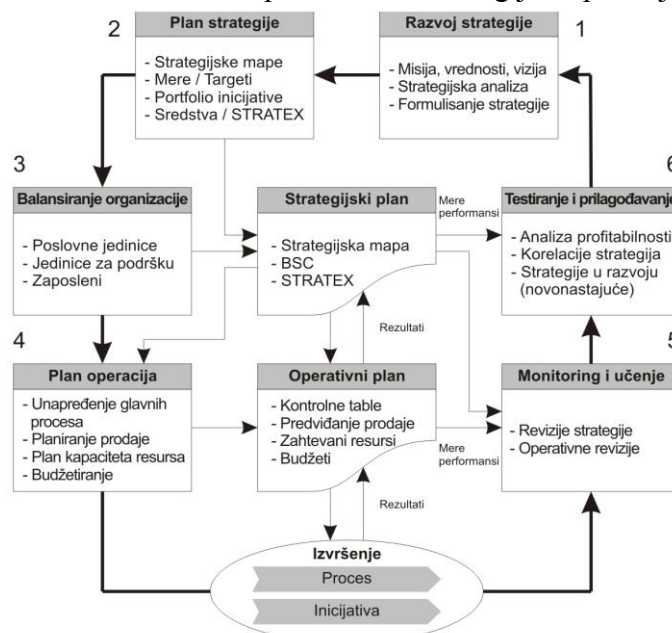 2
Plan strategije
- Strategijske mape
- Mere / Targeti
- Portfolio inicijative
- Sredstva / STRATEX
Razvoj strategije
1
- Misija, vrednosti, vizija
- Strategijska analiza
- Formulisanje strategije
3
Balansiranje organizacije
- Poslovne jedinice
- Jedinice za podršku
- Zaposleni
Strategijski plan
- Strategijska mapa
- BSC
- STRATEX
Mere
performansi
6
Testiranje i prilagođavanje
- Analiza profitabilnosti
- Korelacije strategija
- Strategije u razvoju
(novonastajuće)
Rezultati
4
Plan operacija
- Unapređenje glavnih
procesa
- Planiranje prodaje
- Plan kapaciteta resursa
- Budžetiranje
Operativni plan
- Kontrolne table
- Predviđanje prodaje
- Zahtevani resursi
- Budžeti
Mere
performansi
5
Monitoring i učenje
- Revizije strategije
- Operativne revizije
Rezultati
Izvršenje
Proces
Inicijativa